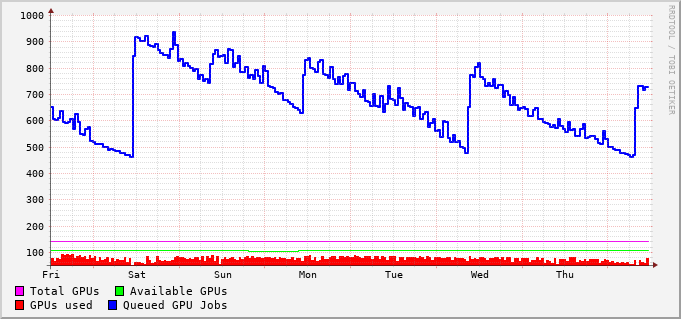 1000
900
800
700
600
500
400
300
200
100
Fri Sat Sun Mon Tue Wed Thu
Total GPUs Available GPUs
GPUs used Queued GPU Jobs
RRDTOOL / TOBI OETIKER